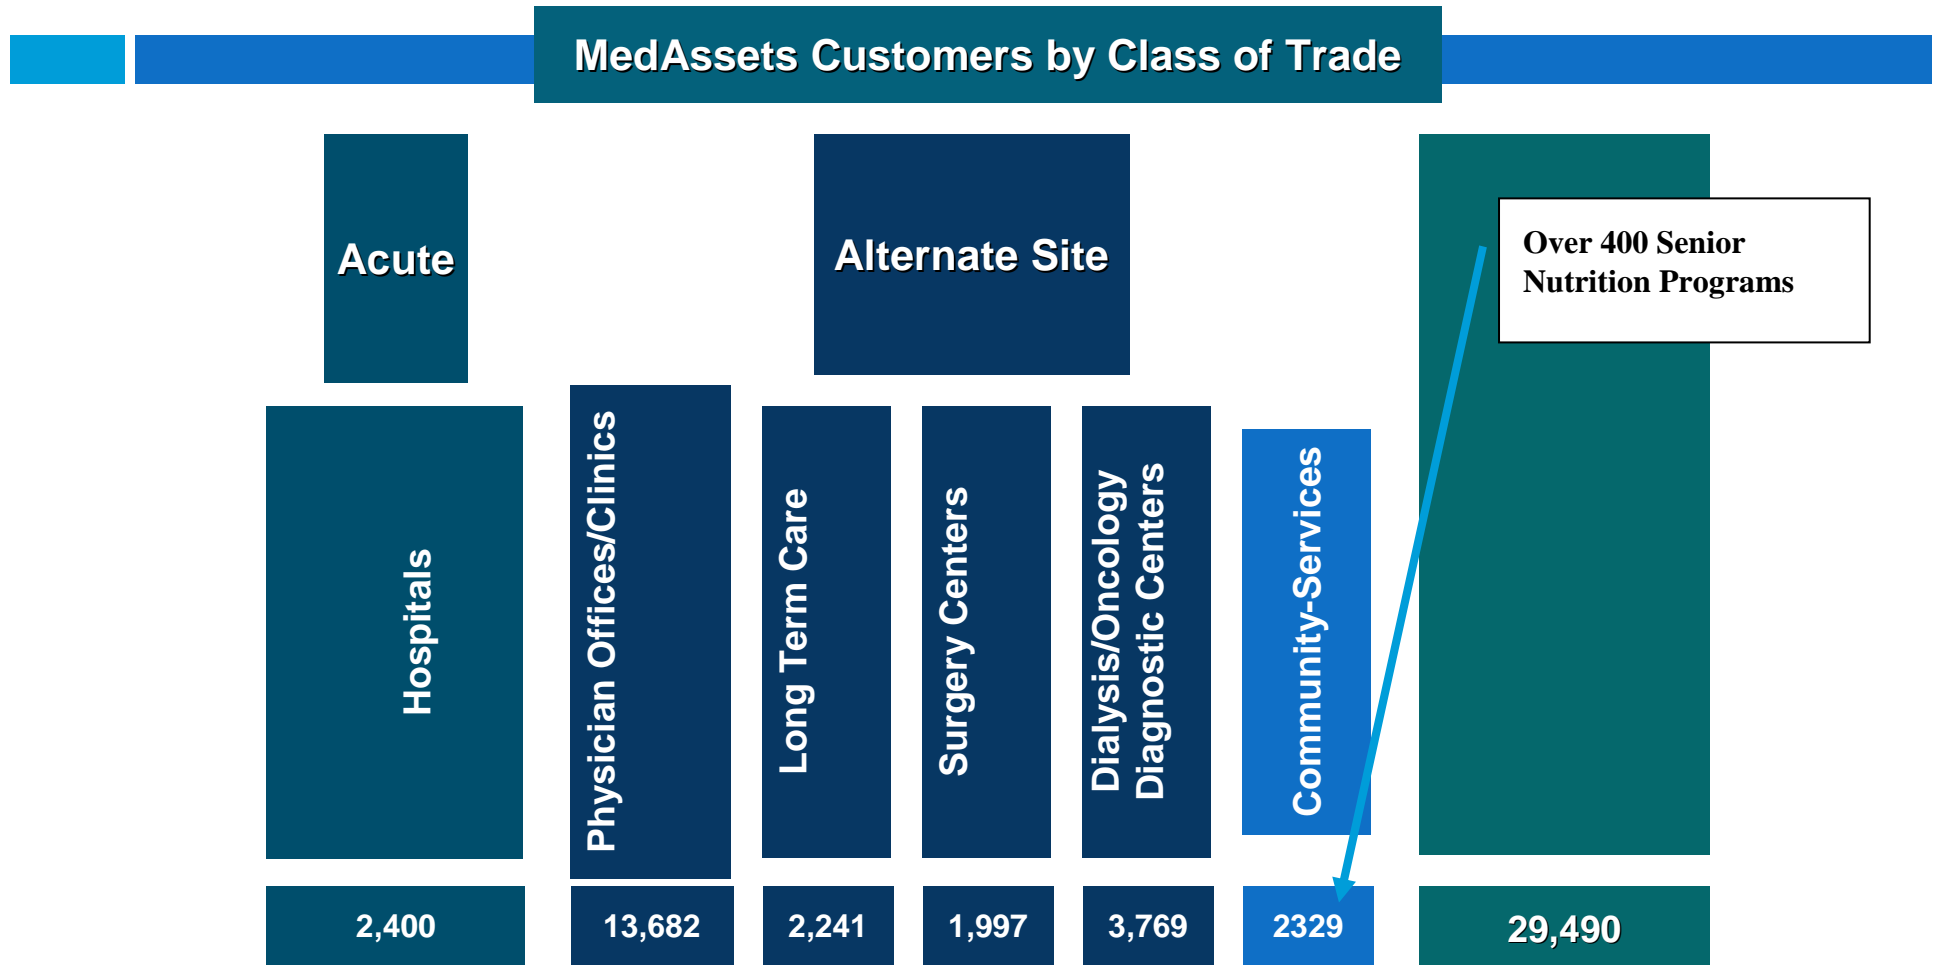 MedAssets Customers by Class of Trade
Acute
Alternate Site
Over 400 Senior
Nutrition Programs
Hospitals
Physician Offices/Clinics
Long Term Care
Surgery Centers
Dialysis/Oncology
Diagnostic Centers
Community-Services
2,400
13,682
2,241
1,997
3,769
2329
29,490